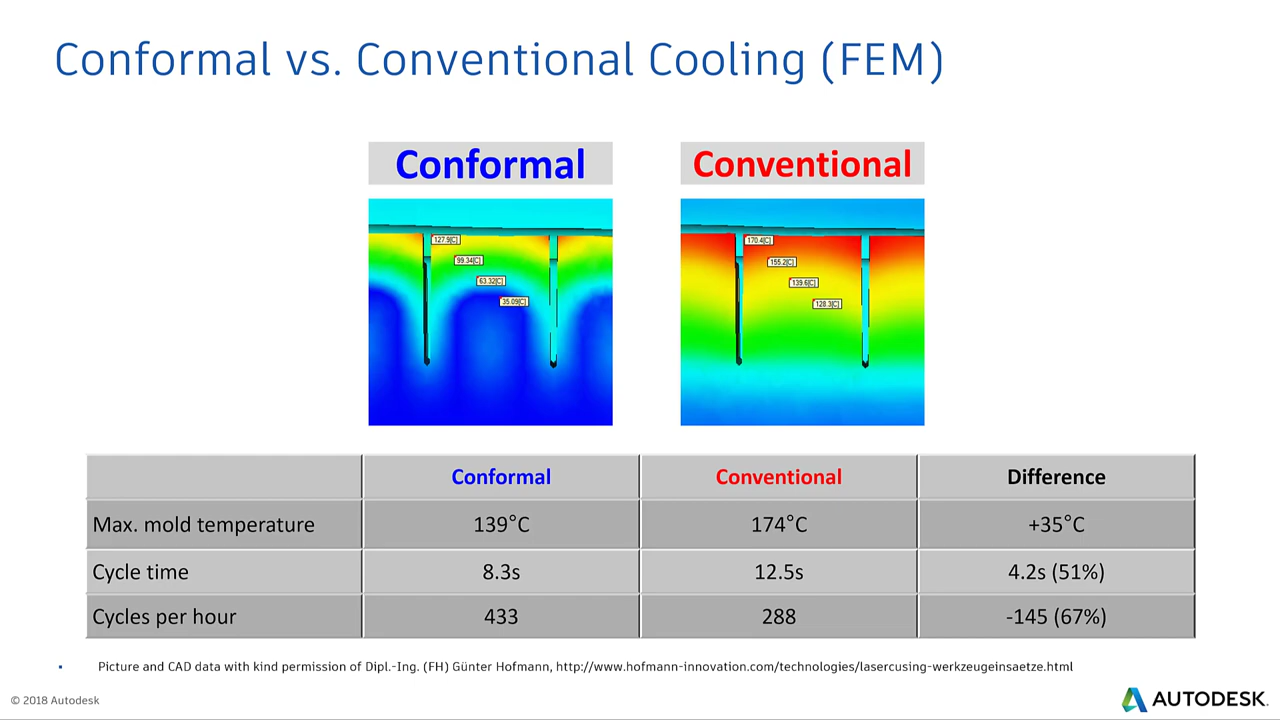 Conformal vs. Conventional Cooling (FEM)
Conformal
Conventional
127.9[C]
99.34[C]
63.32[C]
35.09[C]
170.4[C]
155.2[C]
139.6[C]
128.3[C]
Conformal Conventional Difference
Max. mold temperature 139°C 174°C +35°C
Cycle time 8.3s 12.5s 4.2s (51%)
Cycles per hour 433 288 -145 (67%)
▪ Picture and CAD data with kind permission of Dipl.-Ing. (FH) Günter Hofmann, http://www.hofmann-innovation.com/technologies/lasercusing-werkzeugeinsaetze.html
© 2018 Autodesk
AUTODESK.